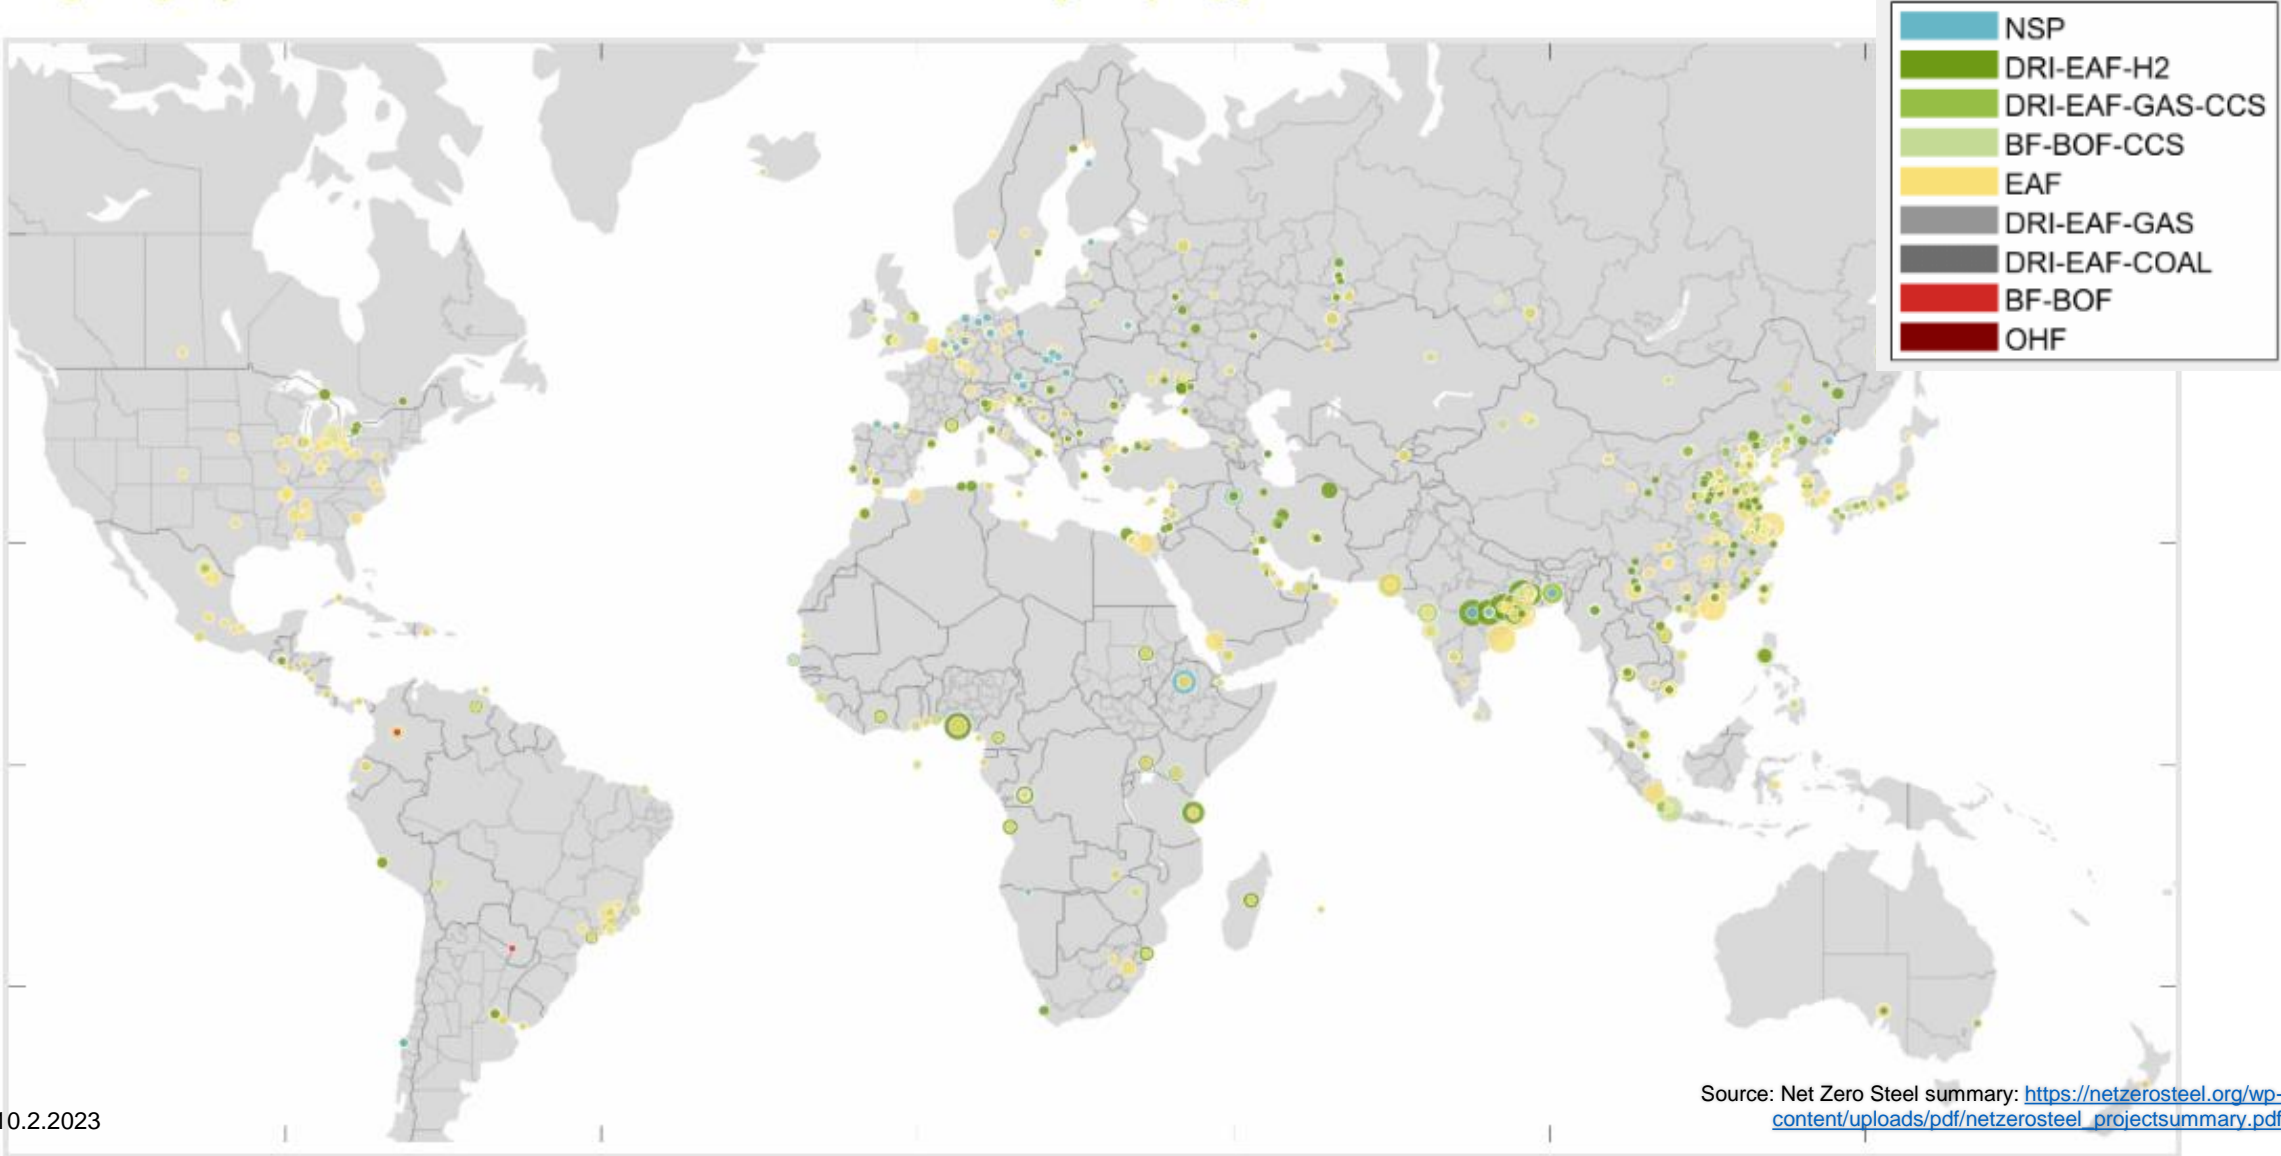 NSP
DRI-EAF-H2
DRI-EAF-GAS-CCS
BF-BOF-CCS
EAF
DRI-EAF-GAS
DRI-EAF-COAL
BF-BOF
OHF
Source: Net Zero Steel summary: https://netzerosteel.org/wp-
content/uploads/pdf/netzerosteel_projectsummary.pdf
10.2.2023